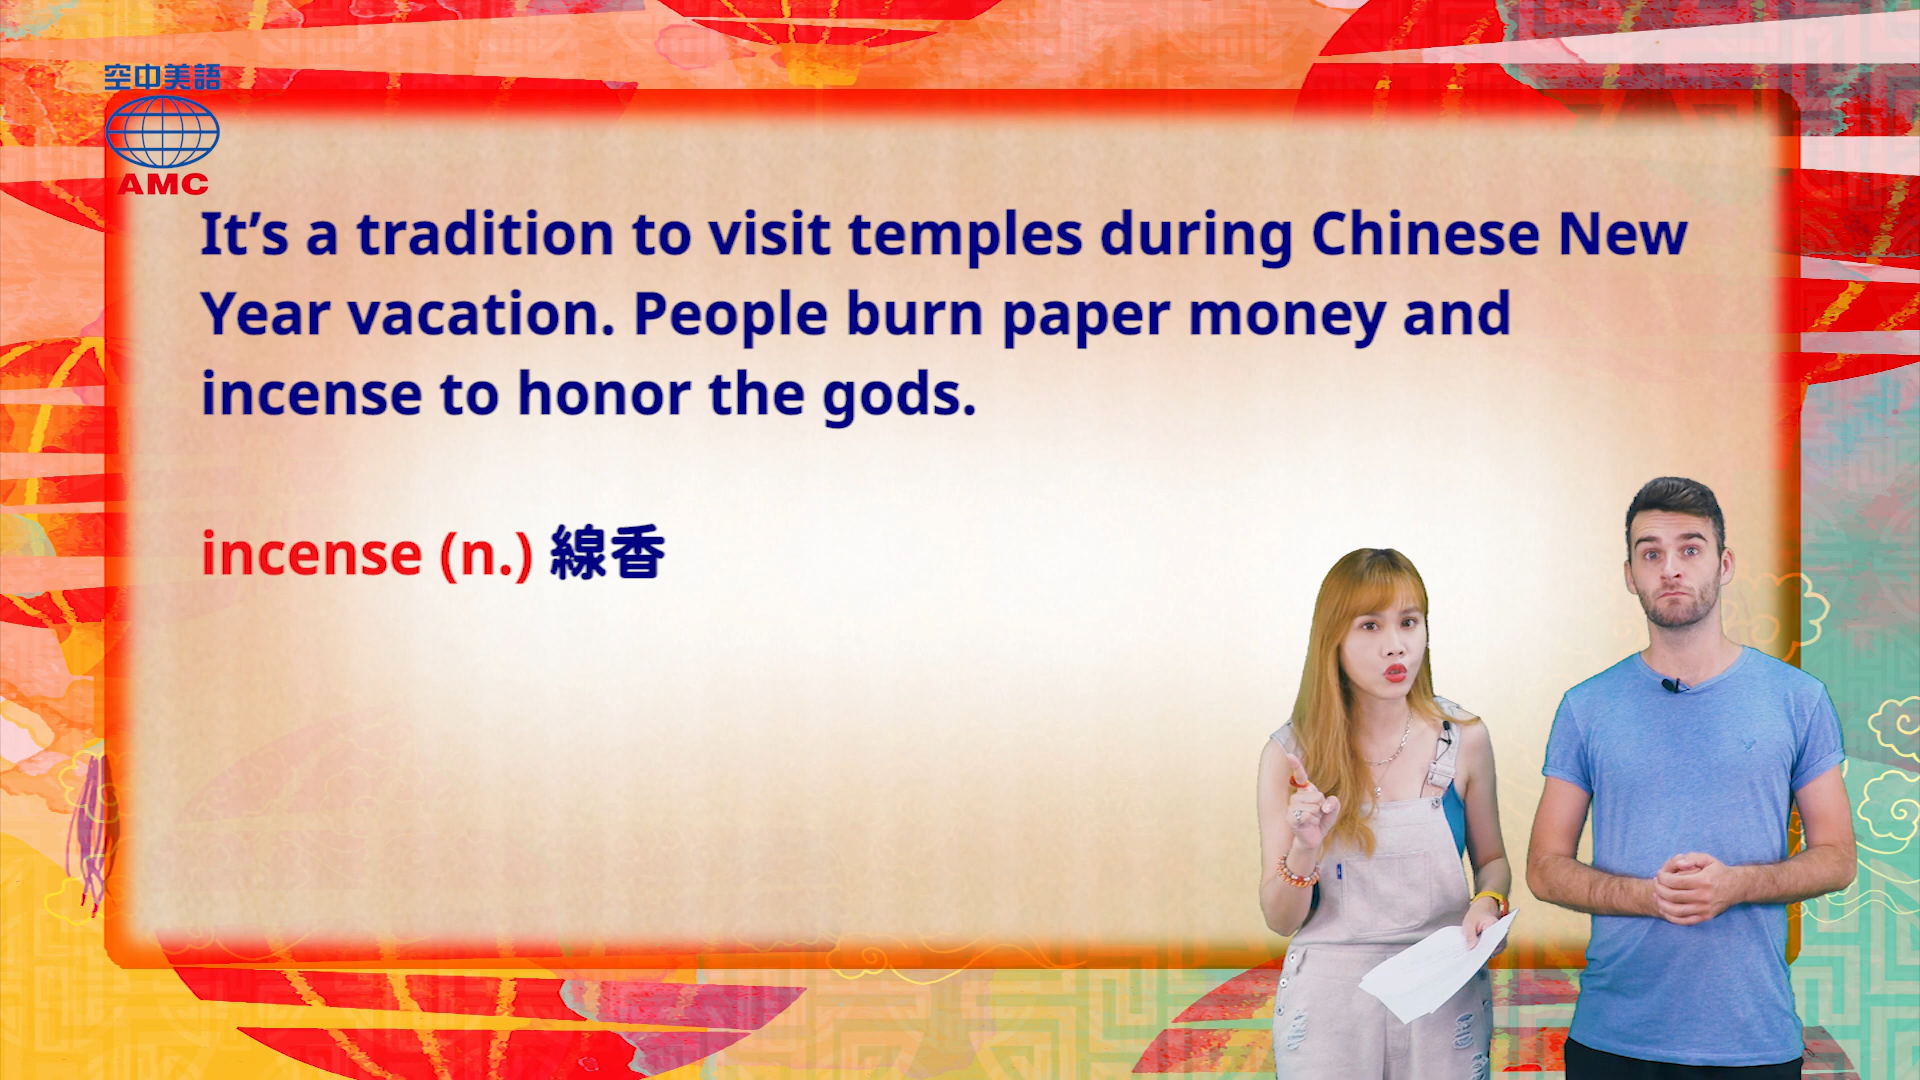 空中美語
AMC
It’s a tradition to visit temples during Chinese New
Year vacation. People burn paper money and
incense to honor the gods.
incense (n.) 線香